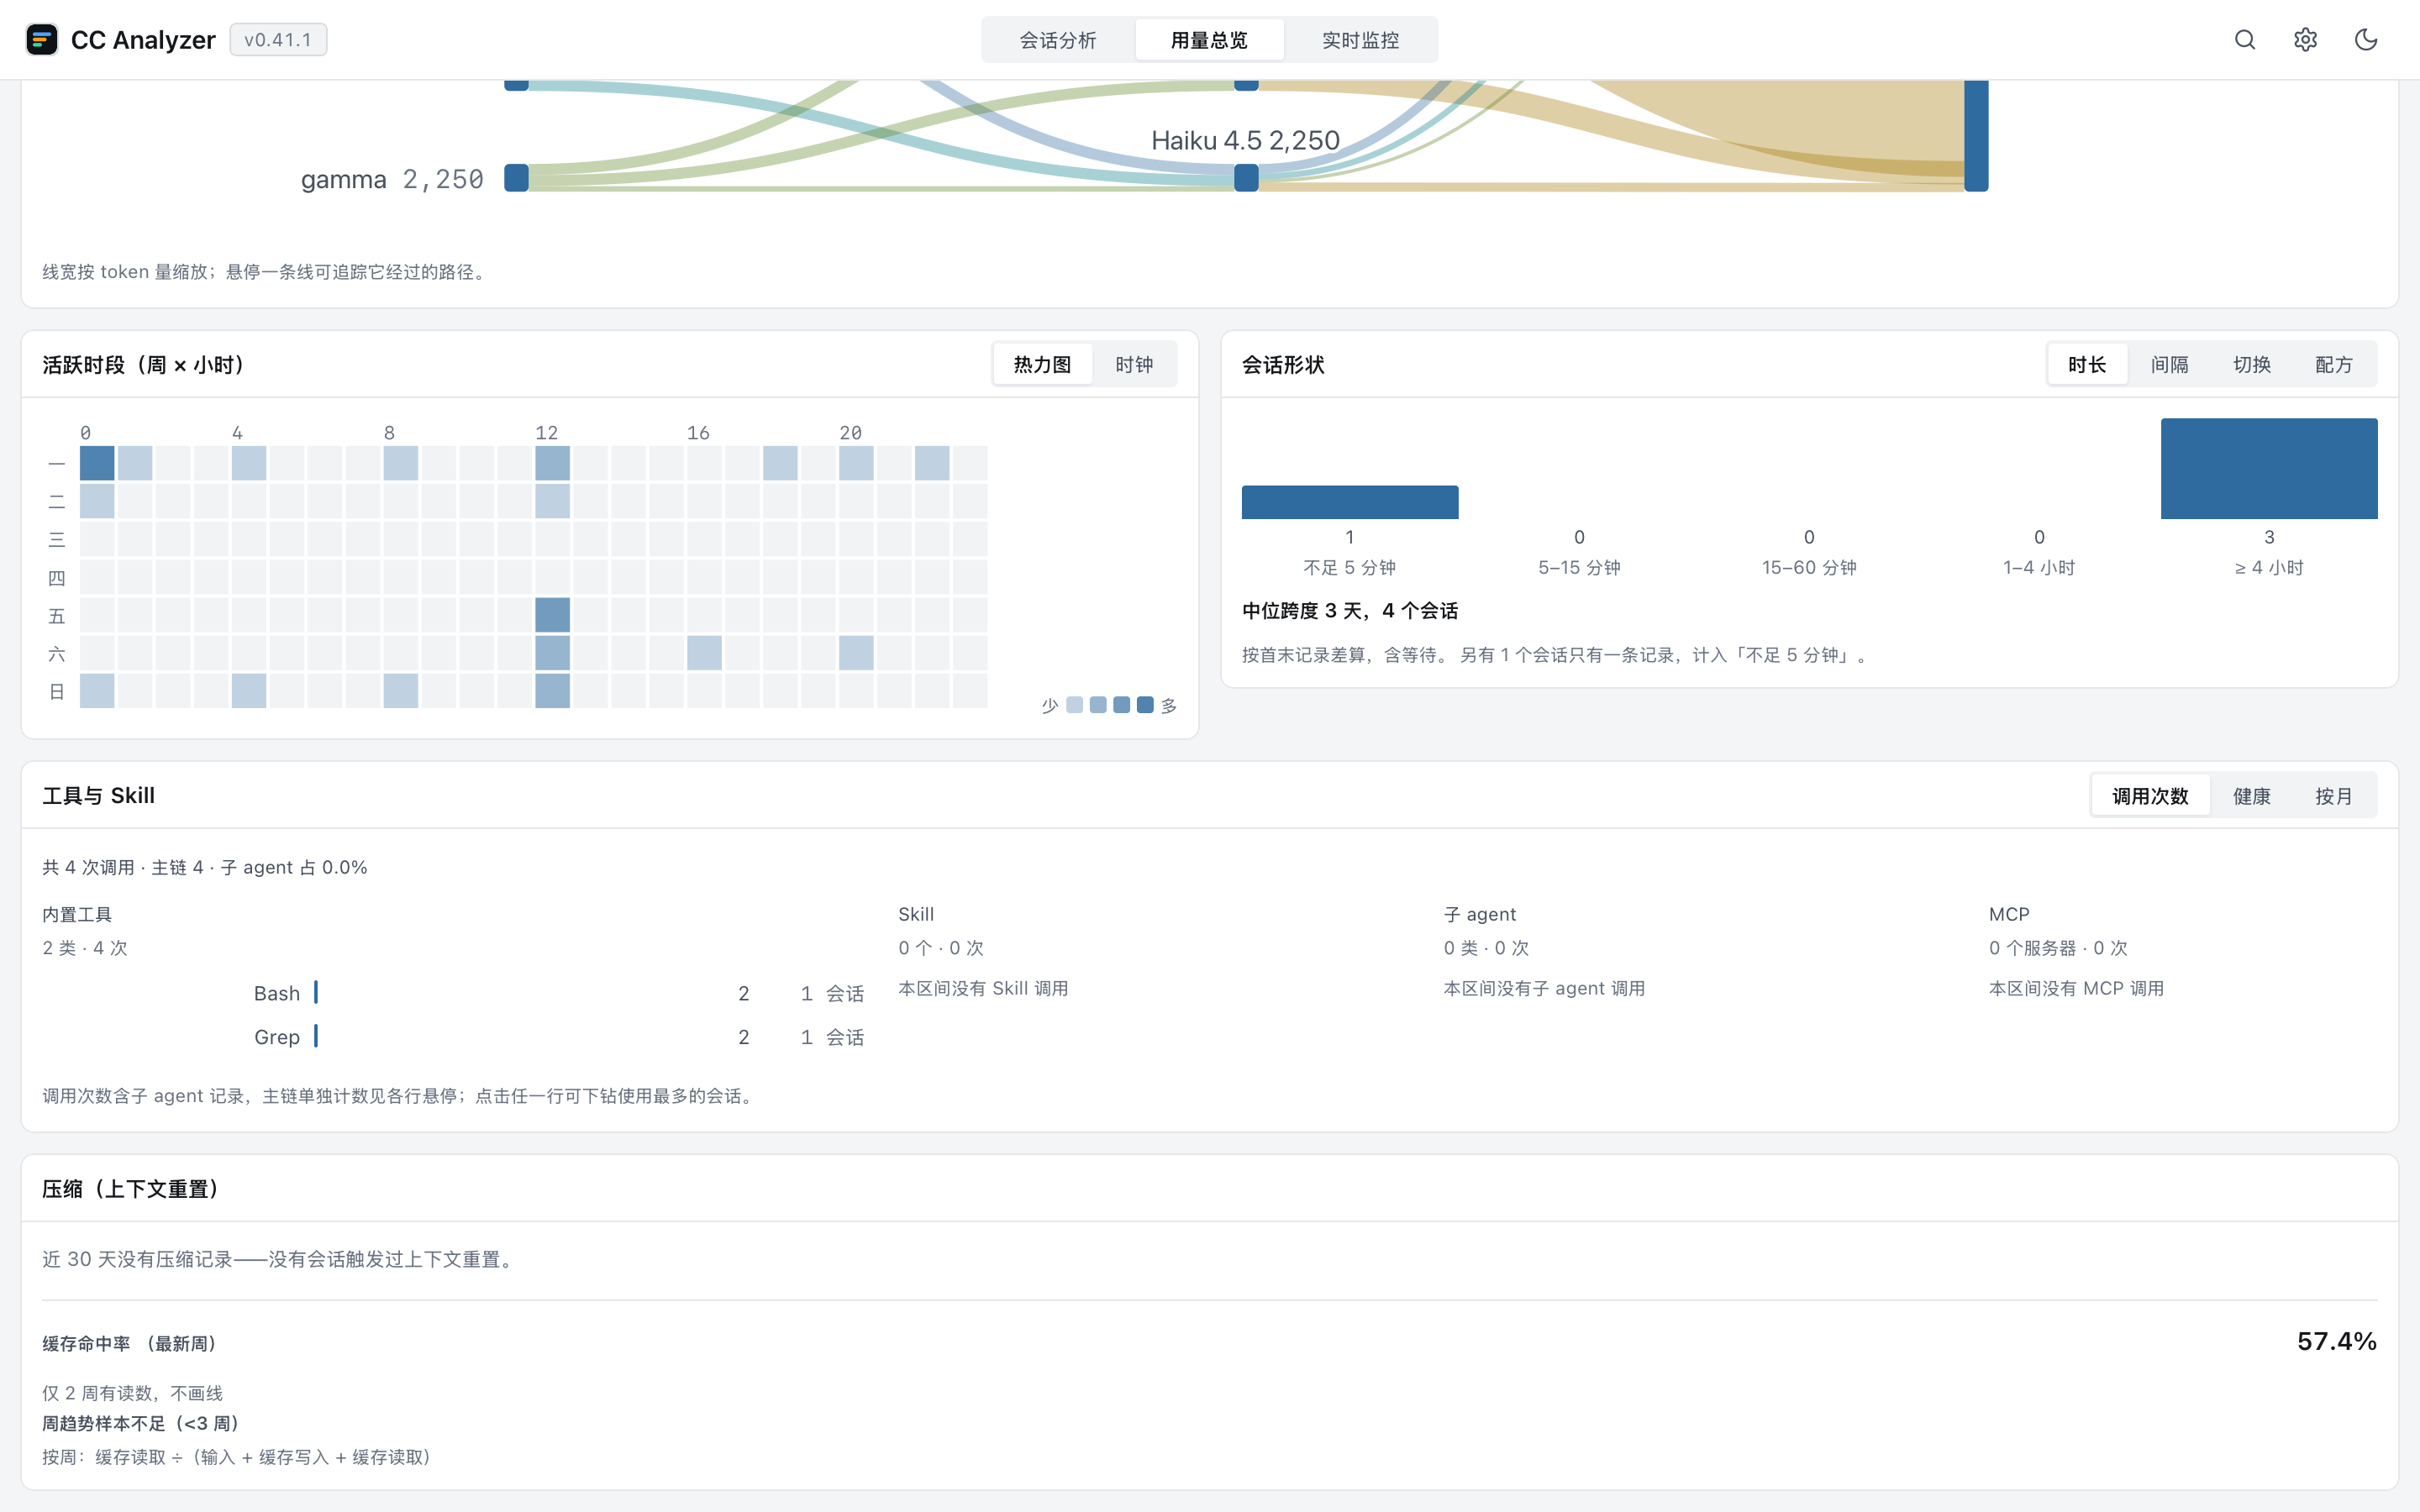 CC Analyzer v0.41.1 会话分析 用量总览 实时监控
Haiku 4.5 2,250
gamma 2,250
线宽按 token 量缩放；悬停一条线可追踪它经过的路径。
活跃时段（周 × 小时） 热力图 时钟
0 4 8 12 16 20
一
二
三
四
五
六
日
少 多
会话形状 时长 间隔 切换 配方
1 0 0 0 3
不足 5 分钟 5–15 分钟 15–60 分钟 1–4 小时 ≥ 4 小时
中位跨度 3 天，4 个会话
按首末记录差算，含等待。 另有 1 个会话只有一条记录，计入「不足 5 分钟」。
工具与 Skill 调用次数 健康 按月
共 4 次调用 · 主链 4 · 子 agent 占 0.0%
内置工具 Skill 子 agent MCP
2 类 · 4 次 0 个 · 0 次 0 类 · 0 次 0 个服务器 · 0 次
本区间没有 Skill 调用 本区间没有子 agent 调用 本区间没有 MCP 调用
Bash 2 1 会话
Grep 2 1 会话
调用次数含子 agent 记录，主链单独计数见各行悬停；点击任一行可下钻使用最多的会话。
压缩（上下文重置）
近 30 天没有压缩记录——没有会话触发过上下文重置。
缓存命中率 （最新周） 57.4%
仅 2 周有读数，不画线
周趋势样本不足（<3 周）
按周：缓存读取 ÷（输入 + 缓存写入 + 缓存读取）